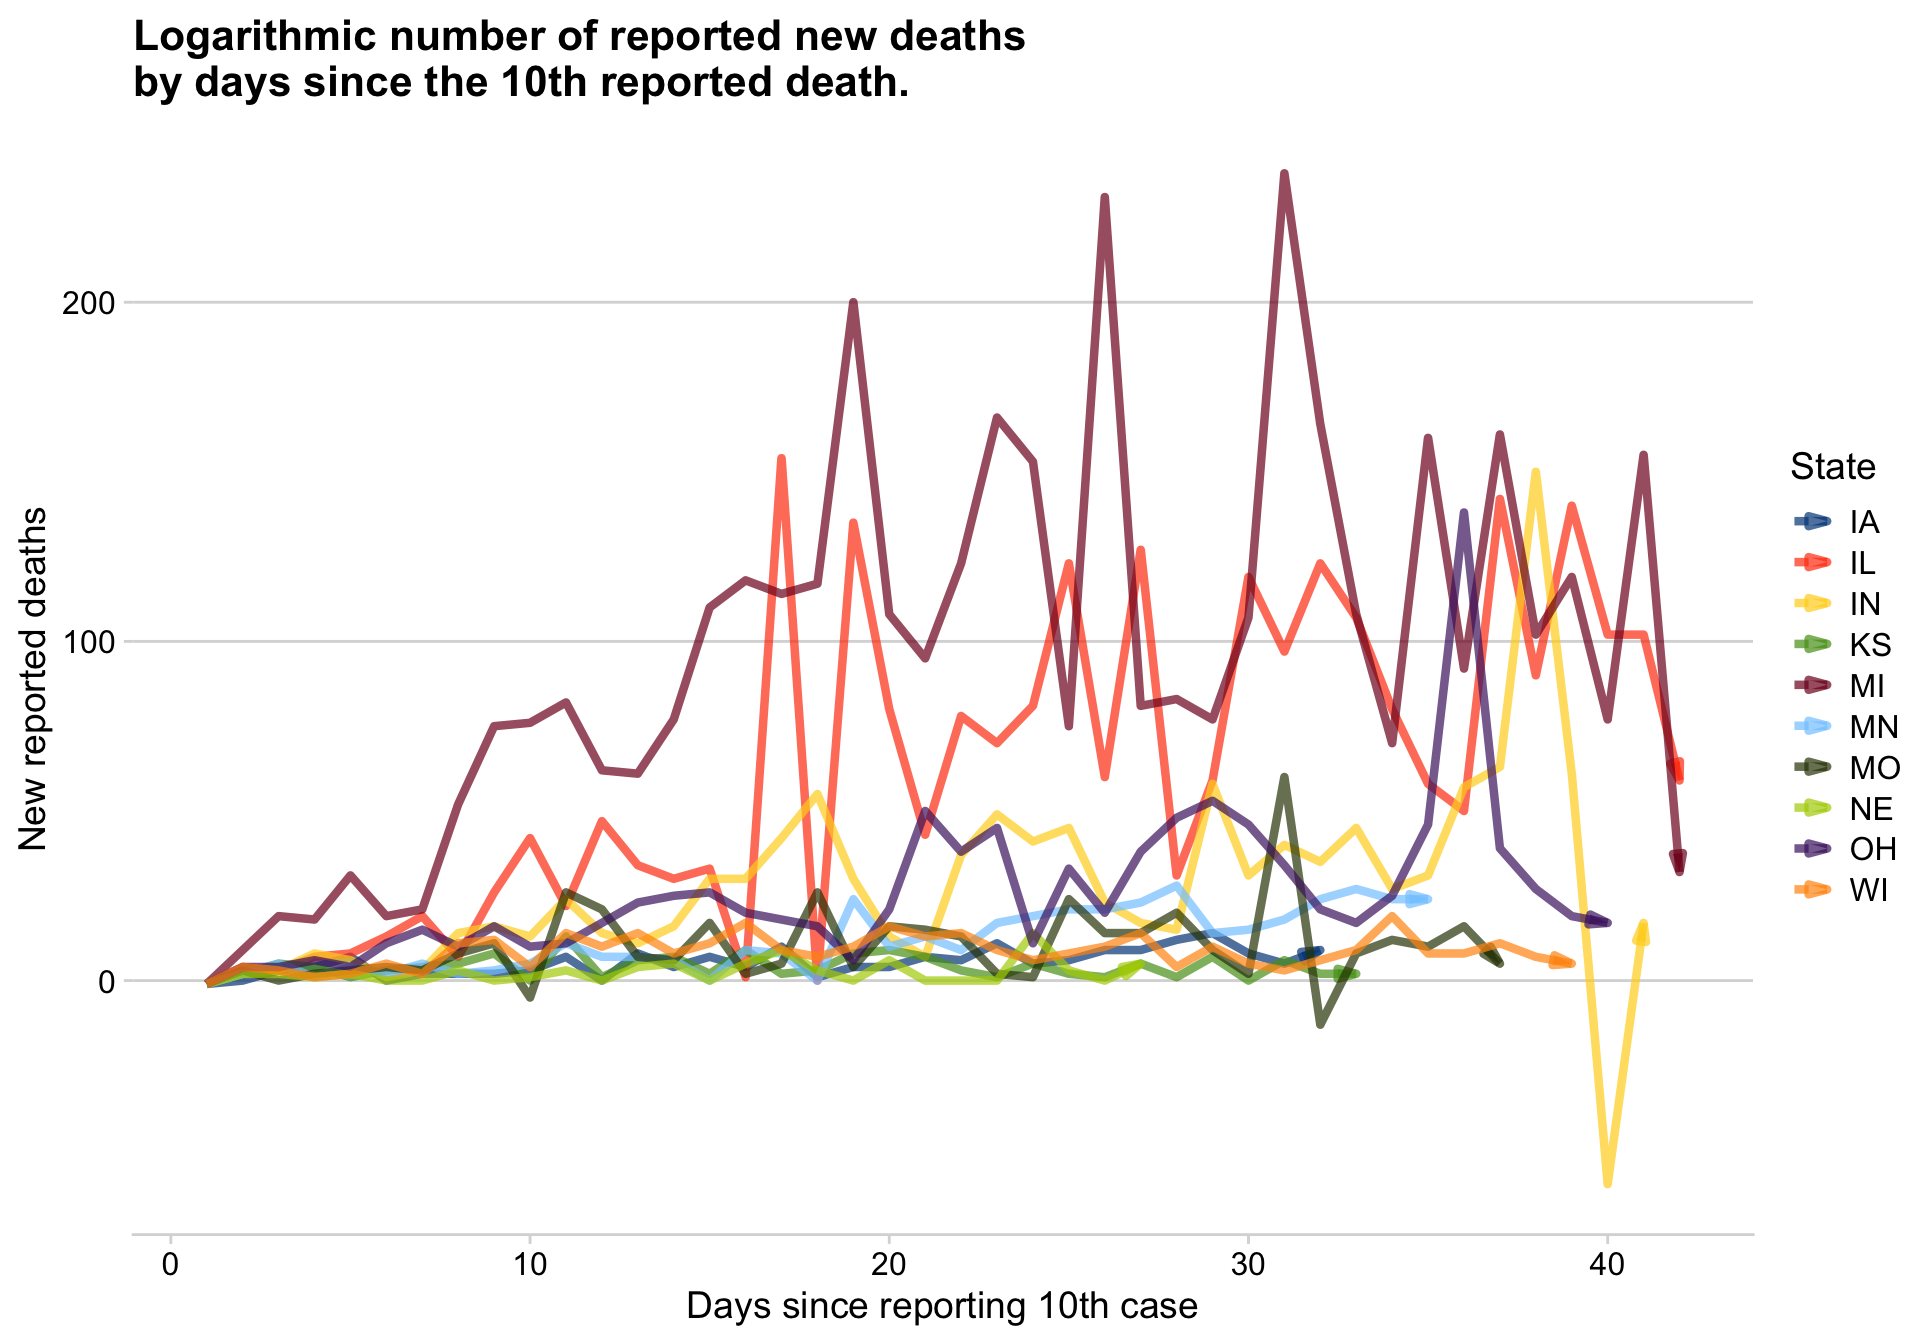 Logarithmic number of reported new deaths
by days since the 10th reported death.
New reported deaths
200
100
0
0
10
20
30
40
Days since reporting 10th case
State
IA
IL
IN
KS
MI
MN
MO
NE
OH
WI